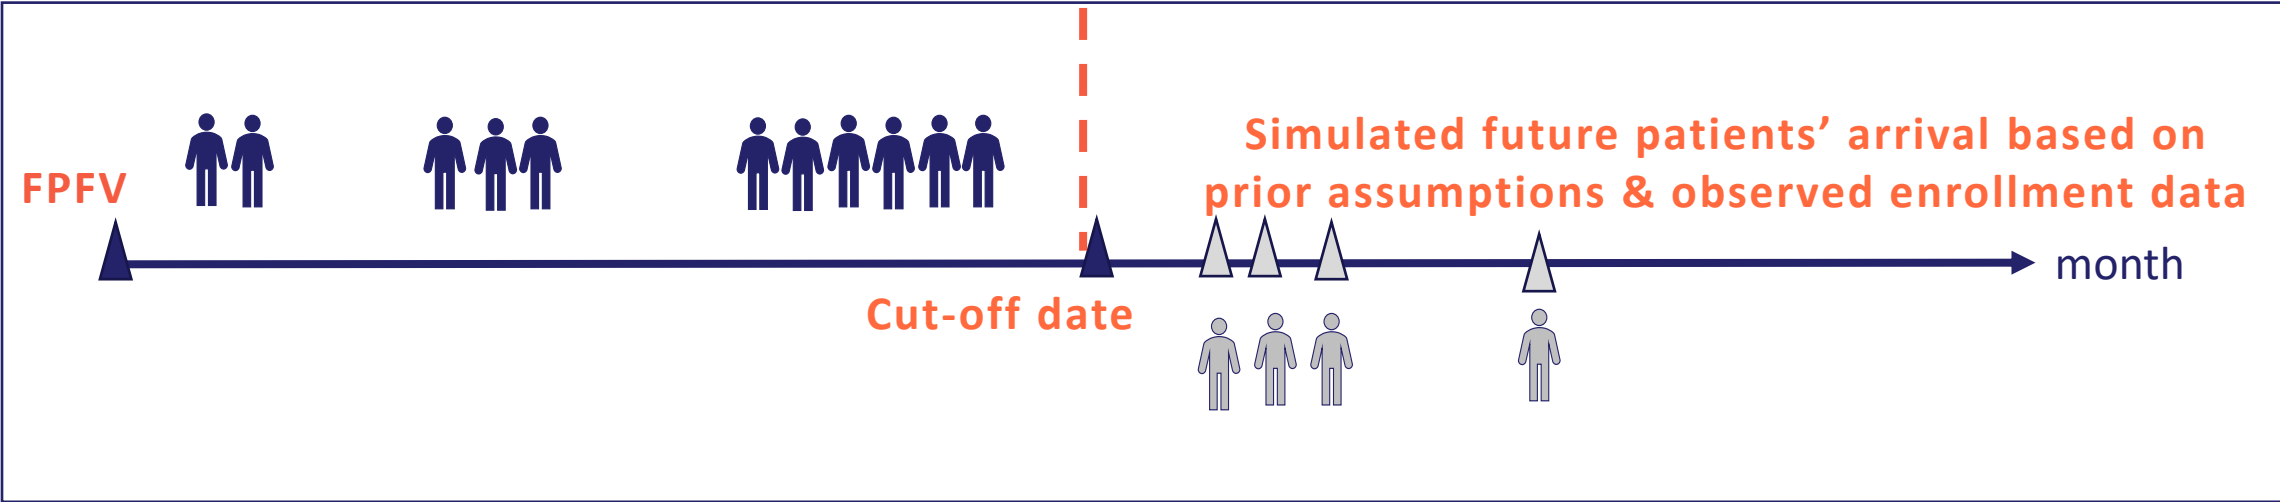 Simulated future patients’ arrival based on
prior assumptions & observed enrollment data
FPFV
month
Cut-off date